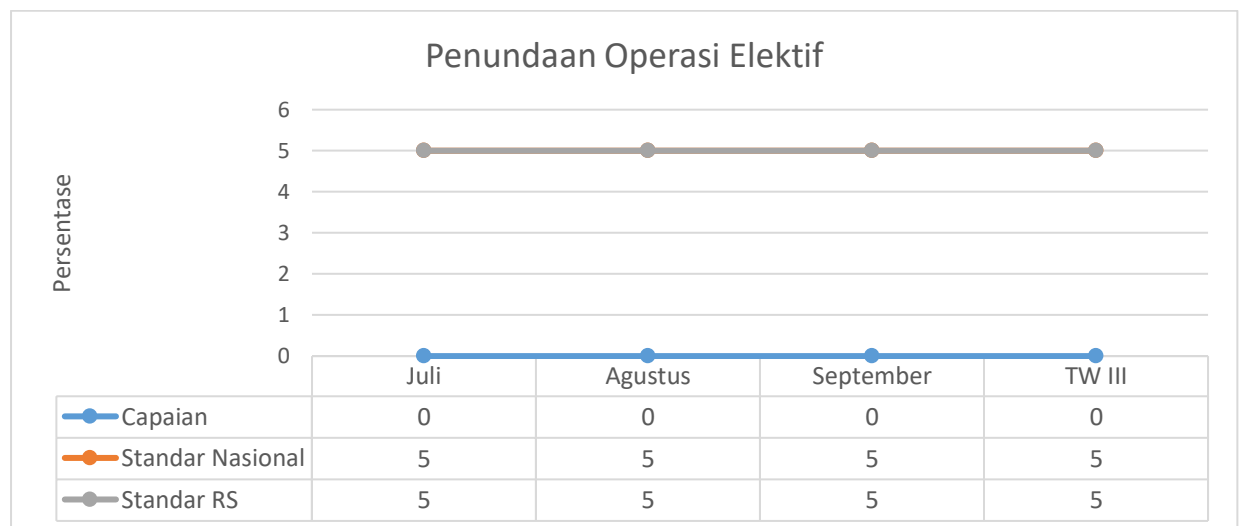 Penundaan Operasi Elektif
Persentase
6
5
4
3
2
1
0
Juli Agustus September TW III
Capaian 0 0 0 0
Standar Nasional 5 5 5 5
Standar RS 5 5 5 5